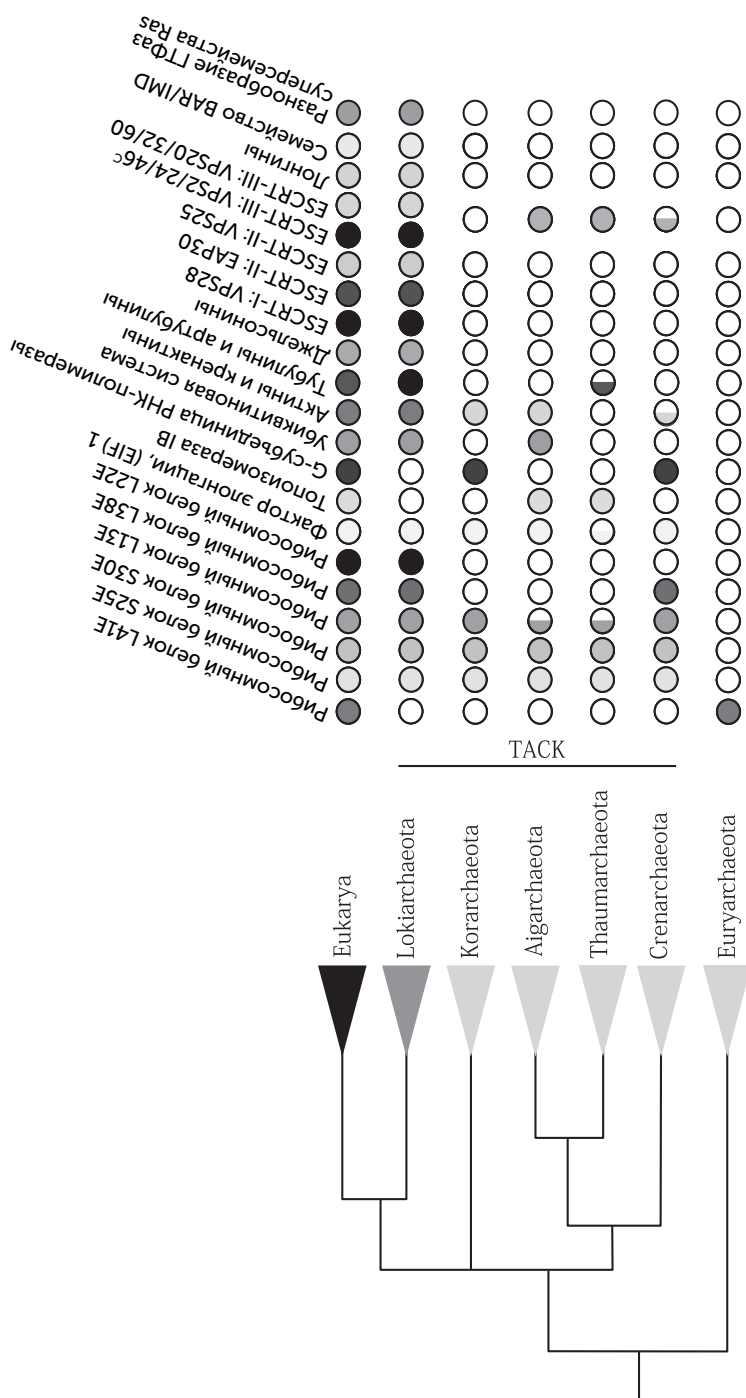 Разнообразие ГТФаз
суперсемейства Ras
Семейство BAR/IMD
Лонгины
ESCRT-III: VPS20/32/60
ESCRT-III: VPS2/24/46c
ESCRT-II: VPS25
ESCRT-II: EAP30
ESCRT-I: VPS28
Джельсонины
Тубулины и артубулины
Актины и кренактины
Убиквитиновая система
G-субъединица РНК-полимеразы
Топоизомераза IB
Фактор элонгации, (EIF) 1
Рибосомный белок L22E
Рибосомный белок L38E
Рибосомный белок L13E
Рибосомный белок S30E
Рибосомный белок S25E
Рибосомный белок L41E
TACK
Eukarya
Lokiarchaeota
Korarchaeota
Aigarchaeota
Thaumarchaeota
Crenarchaeota
Euryarchaeota